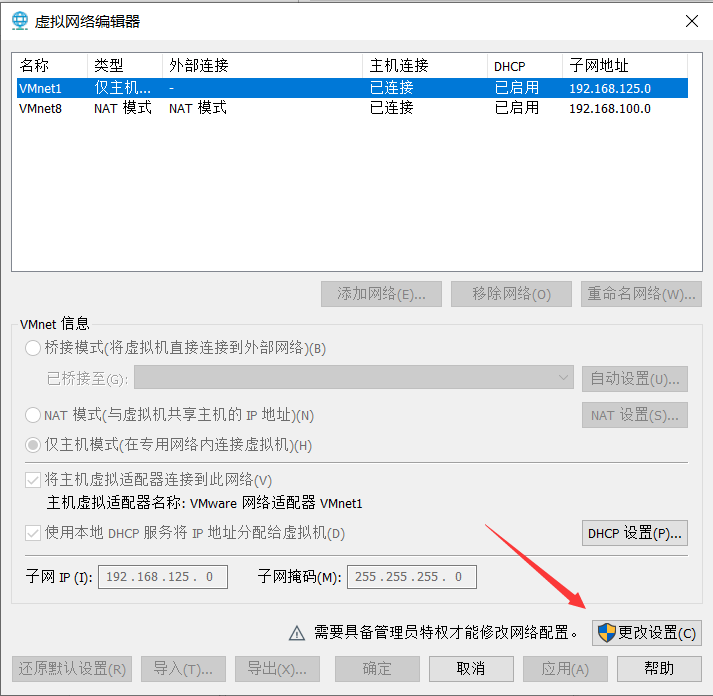 虚拟网络编辑器
名称 类型 外部连接 主机连接 DHCP 子网地址
VMnet1 仅主机... - 已连接 已启用 192.168.125.0
VMnet8 NAT 模式 NAT 模式 已连接 已启用 192.168.100.0
添加网络(E)... 移除网络(O) 重命名网络(W)...
VMnet 信息
桥接模式(将虚拟机直接连接到外部网络)(B)
已桥接至(G): 自动设置(U)...
NAT 模式(与虚拟机共享主机的 IP 地址)(N) NAT 设置(S)...
仅主机模式(在专用网络内连接虚拟机)(H)
将主机虚拟适配器连接到此网络(V)
主机虚拟适配器名称: VMware 网络适配器 VMnet1
使用本地 DHCP 服务将 IP 地址分配给虚拟机(D) DHCP 设置(P)...
子网 IP (I): 192.168.125. 0 子网掩码(M): 255.255.255. 0
需要具备管理员特权才能修改网络配置。 更改设置(C)
还原默认设置(R) 导入(T)... 导出(X)... 确定 取消 应用(A) 帮助